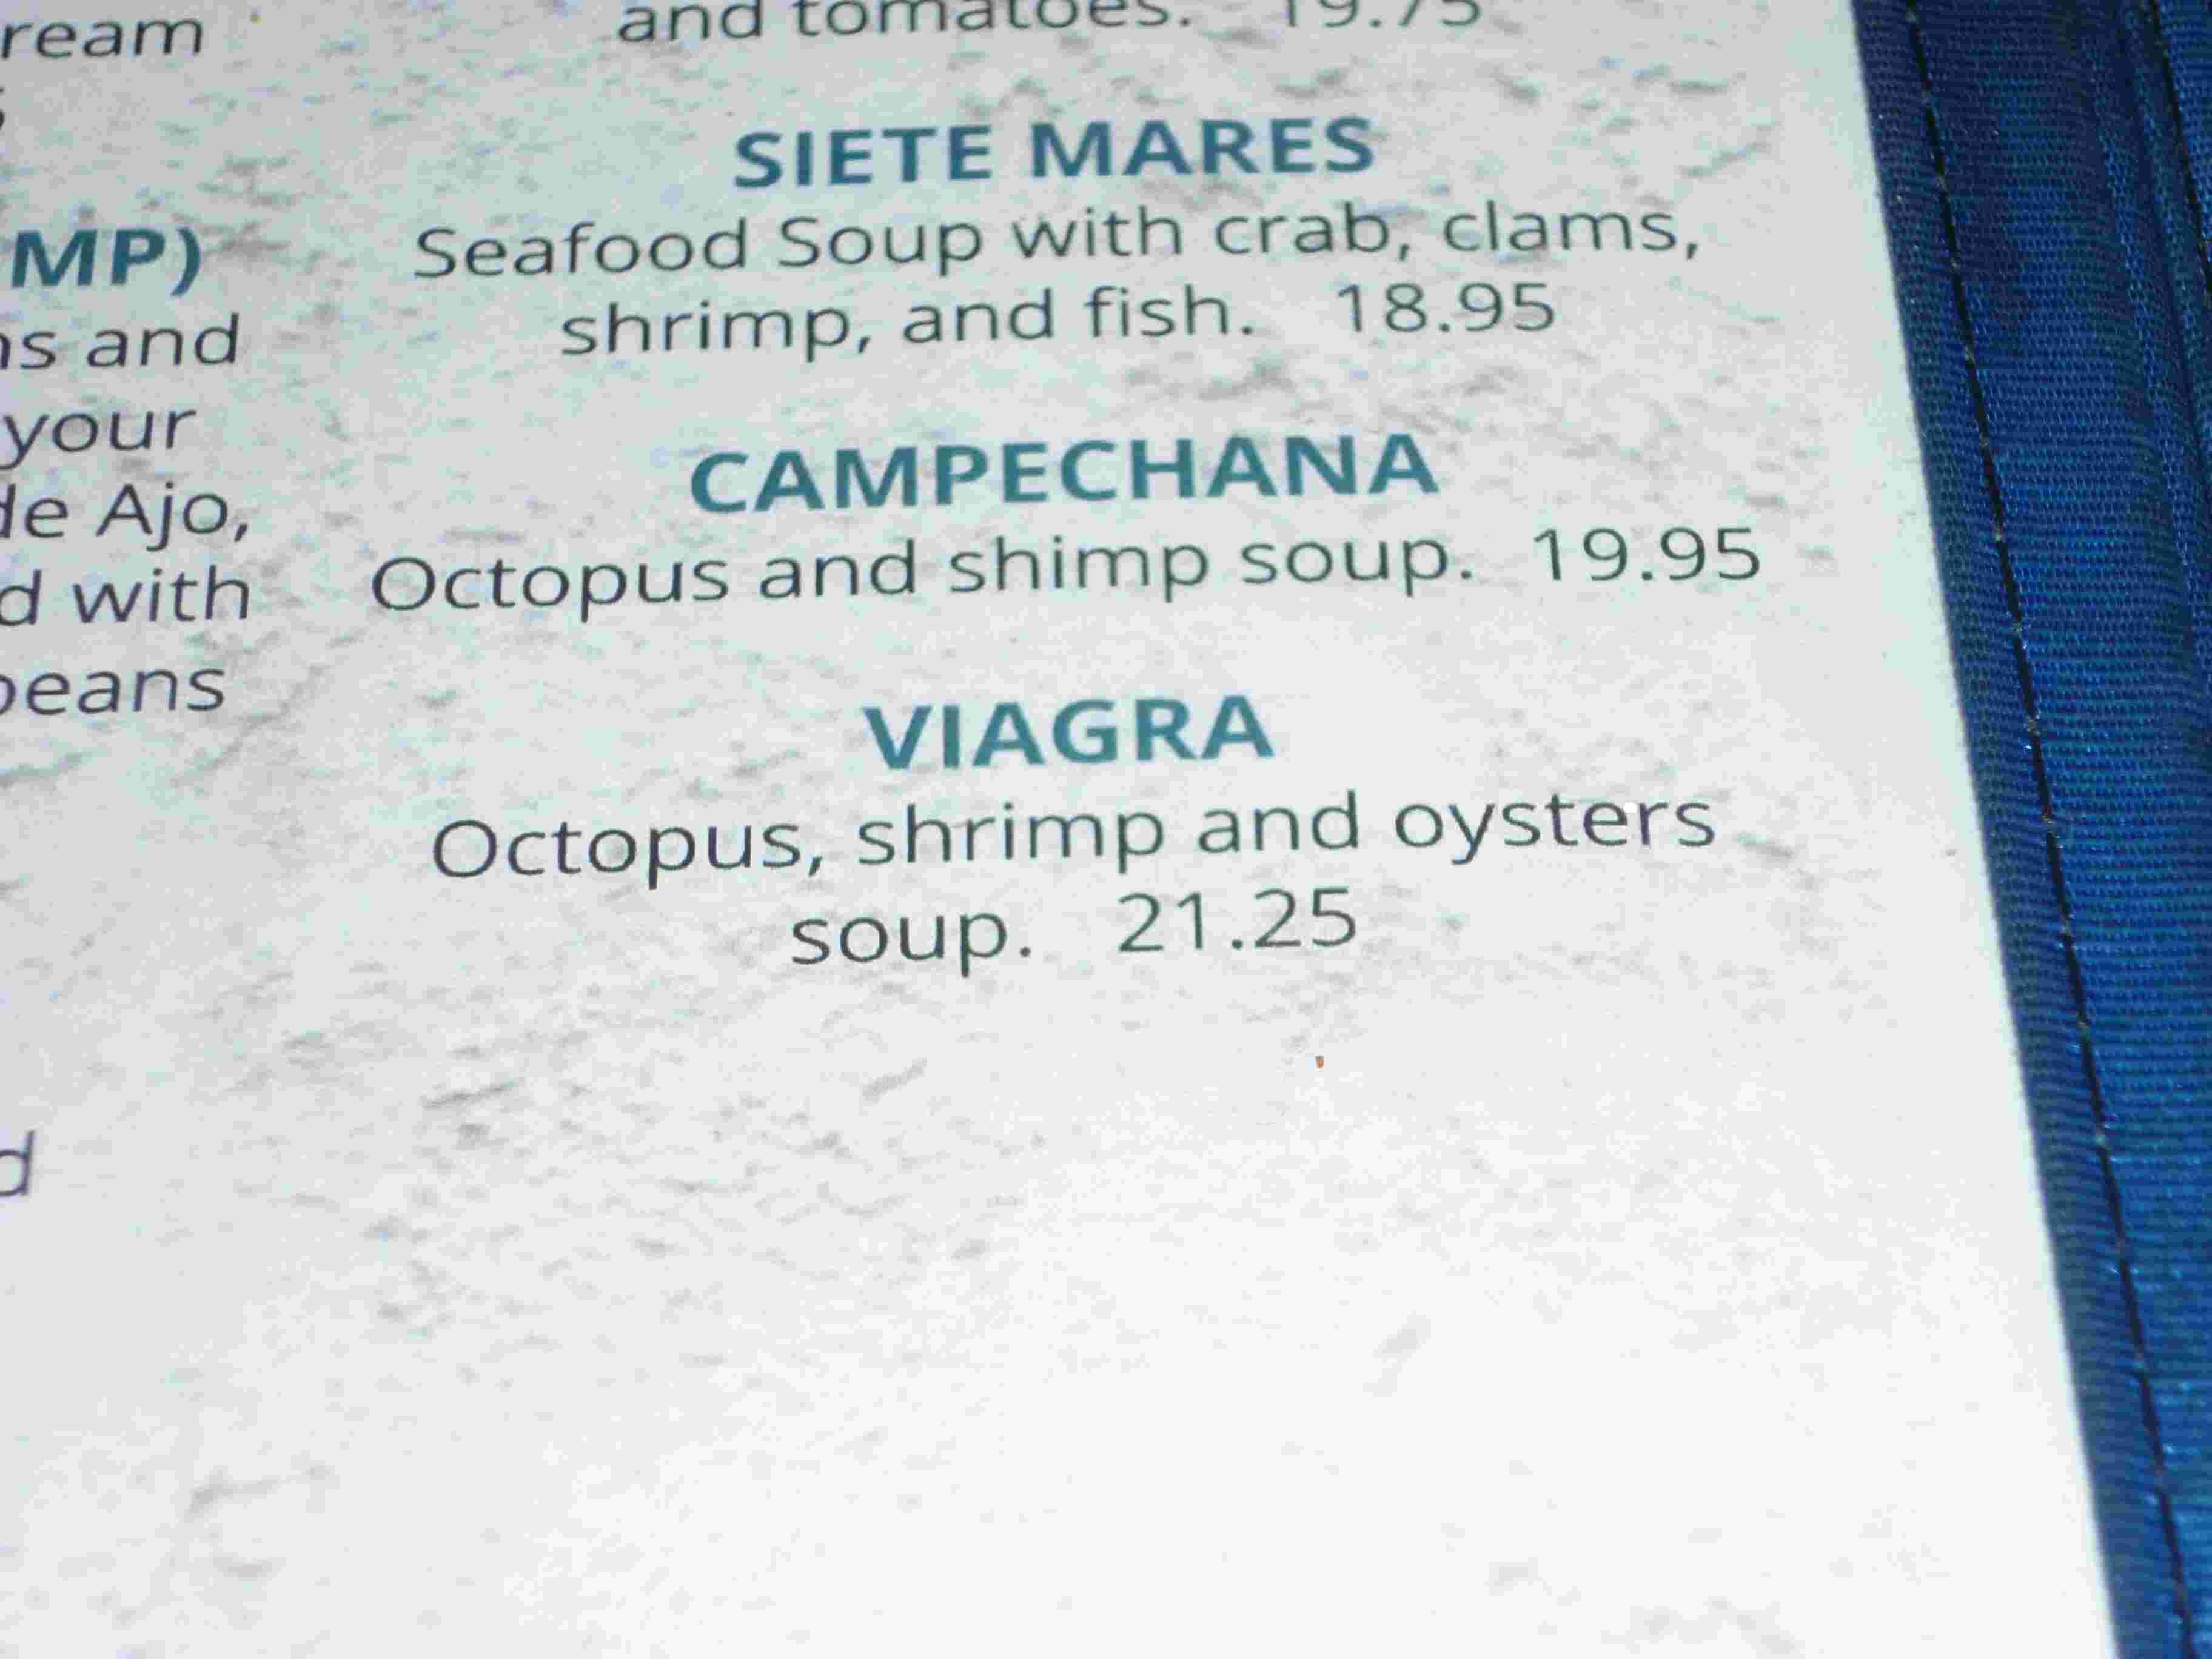 ream
MP)
ns and
your
de Ajo,
d with
beans
d
and tomatoes. 19.75
SIETE MARES
Seafood Soup with crab, clams,
shrimp, and fish. 18.95
CAMPECHANA
Octopus and shimp soup. 19.95
VIAGRA
Octopus, shrimp and oysters
soup. 21.25